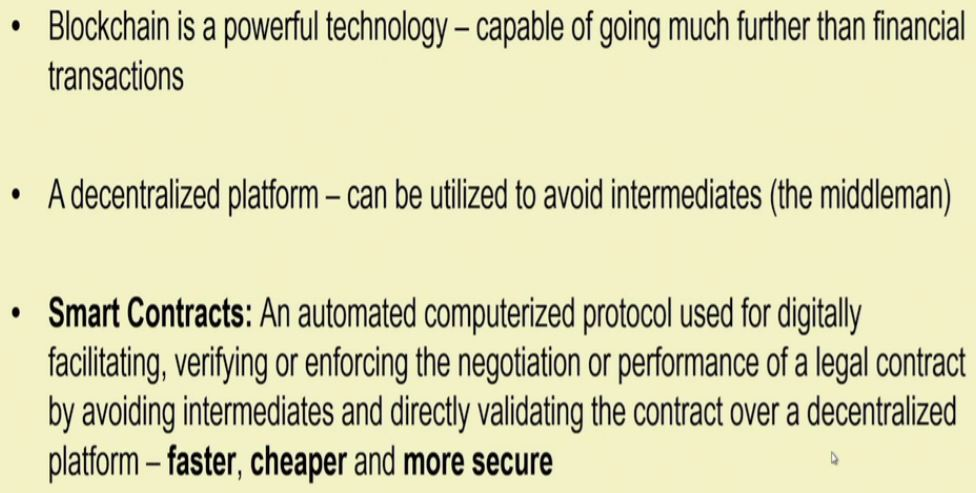 • Blockchain is a powerful technology – capable of going much further than financial
transactions
• A decentralized platform – can be utilized to avoid intermediates (the middleman)
• Smart Contracts: An automated computerized protocol used for digitally
facilitating, verifying or enforcing the negotiation or performance of a legal contract
by avoiding intermediates and directly validating the contract over a decentralized
platform – faster, cheaper and more secure